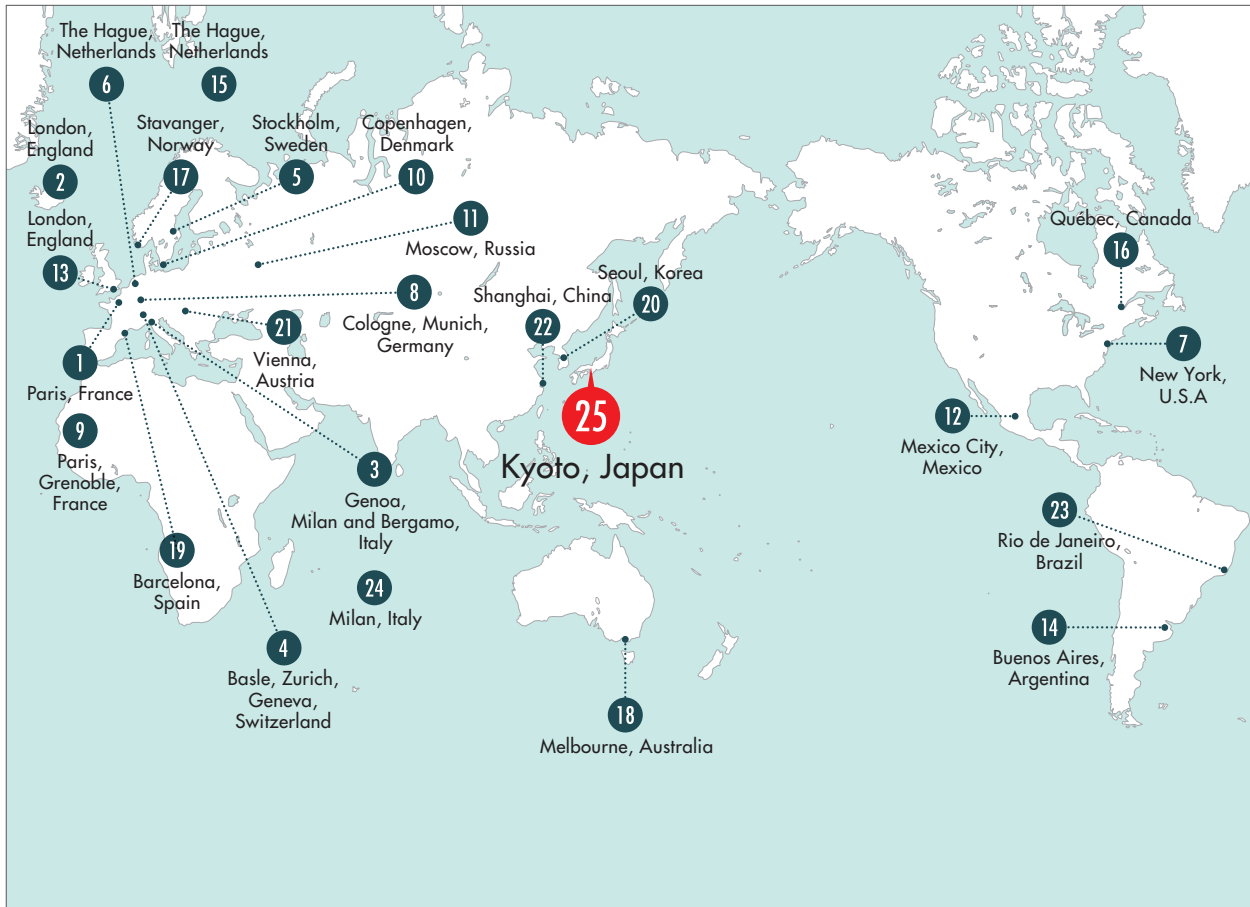 The Hague,
Netherlands
6
The Hague,
Netherlands
15
London,
England
2
Stavanger,
Norway
17
Stockholm,
Sweden
5
Copenhagen,
Denmark
10
London,
England
13
11
Moscow, Russia
Québec, Canada
16
8
Cologne, Munich,
Germany
Seoul, Korea
20
Shanghai, China
22
21
Vienna,
Austria
1
Paris, France
7
New York,
U.S.A
25
Kyoto, Japan
12
Mexico City,
Mexico
9
Paris,
Grenoble,
France
3
Genoa,
Milan and Bergamo,
Italy
23
Rio de Janeiro,
Brazil
19
Barcelona,
Spain
24
Milan, Italy
4
Basle, Zurich,
Geneva,
Switzerland
14
Buenos Aires,
Argentina
18
Melbourne, Australia